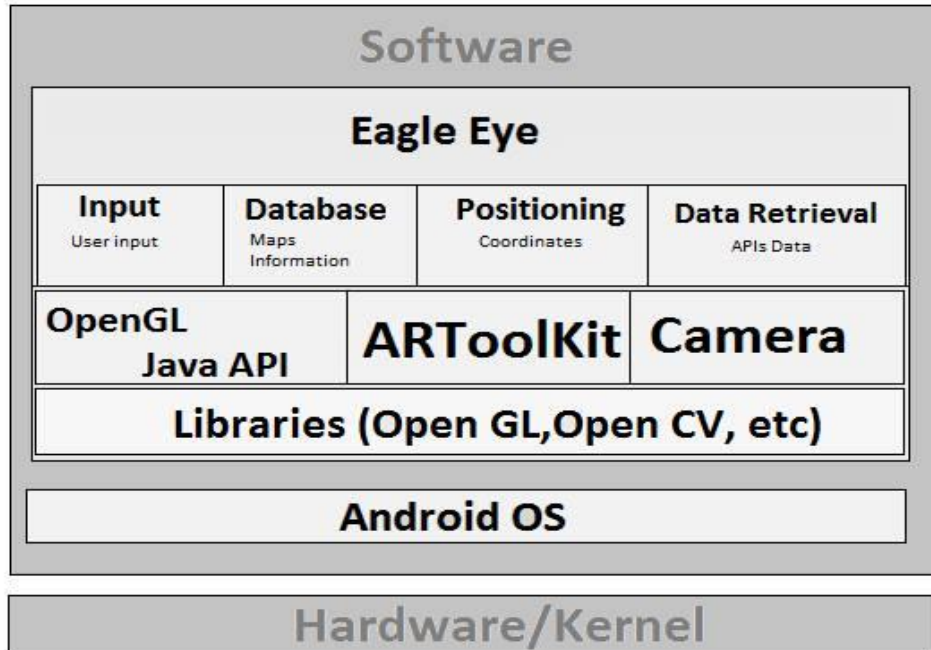 Software
Eagle Eye
Input
User input
Database
Maps
Information
Positioning
Coordinates
Data Retrieval
APIs Data
OpenGL
Java API
ARToolKit
Camera
Libraries (Open GL,Open CV, etc)
Android OS
Hardware/Kernel